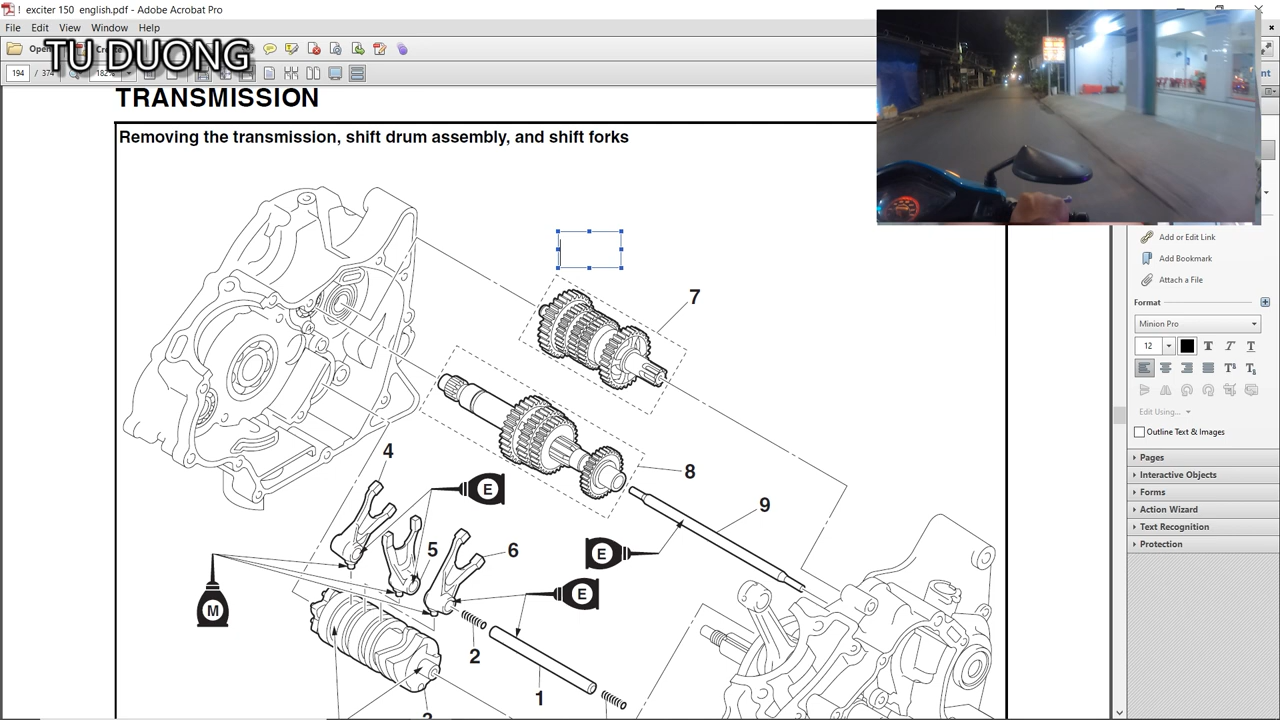 ! exciter 150 english.pdf - Adobe Acrobat Pro
File Edit View Window Help
Open
TU DUONG
194 / 374
182%
TRANSMISSION
Removing the transmission, shift drum assembly, and shift forks
7
8
9
4
E
5
6
E
M
E
2
1
Add or Edit Link
Add Bookmark
Attach a File
Format
Minion Pro
12
T T T
T
Edit Using...
Outline Text & Images
Pages
Interactive Objects
Forms
Action Wizard
Text Recognition
Protection